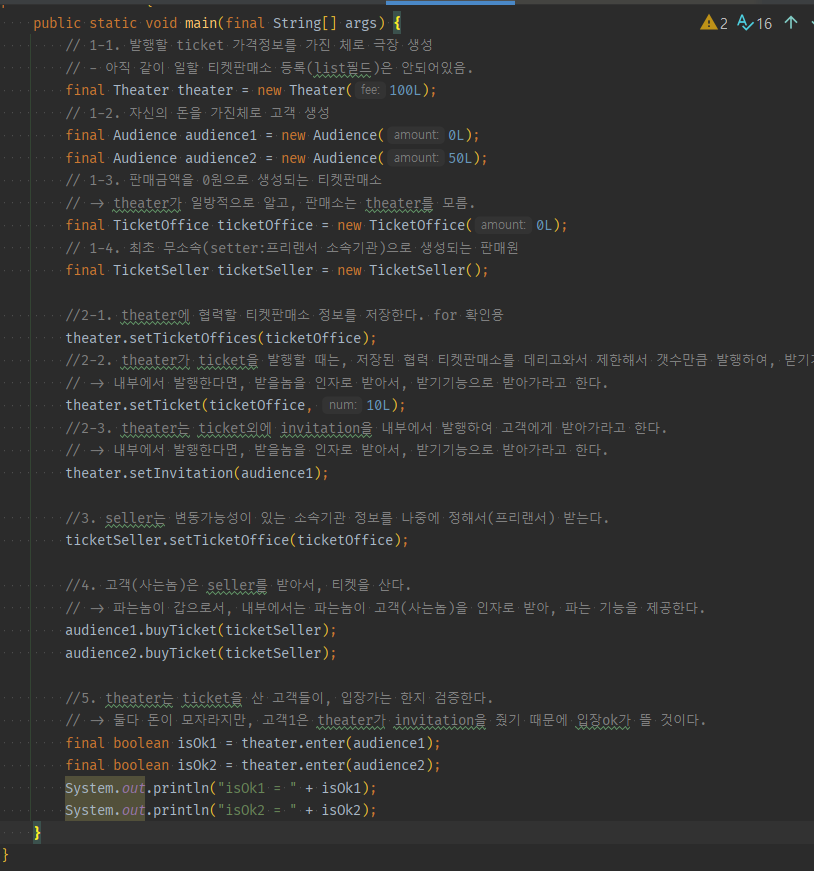 2 16
public static void main(final String[] args) {
// 1-1. 발행할 ticket 가격정보를 가진 체로 극장 생성
// - 아직 같이 일할 티켓판매소 등록(list필드)은 안되어있음.
final Theater theater = new Theater( fee: 100L);
// 1-2. 자신의 돈을 가진체로 고객 생성
final Audience audience1 = new Audience( amount: 0L);
final Audience audience2 = new Audience( amount: 50L);
// 1-3. 판매금액을 0원으로 생성되는 티켓판매소
// -> theater가 일방적으로 알고, 판매소는 theater를 모름.
final TicketOffice ticketOffice = new TicketOffice( amount: 0L);
// 1-4. 최초 무소속(setter:프리랜서 소속기관)으로 생성되는 판매원
final TicketSeller ticketSeller = new TicketSeller();
//2-1. theater에 협력할 티켓판매소 정보를 저장한다. for 확인용
theater.setTicketOffices(ticketOffice);
//2-2. theater가 ticket을 발행할 때는, 저장된 협력 티켓판매소를 데리고와서 제한해서 갯수만큼 발행하여, 받기
// -> 내부에서 발행한다면, 받을놈을 인자로 받아서, 받기기능으로 받아가라고 한다.
theater.setTicket(ticketOffice, num: 10L);
//2-3. theater는 ticket외에 invitation을 내부에서 발행하여 고객에게 받아가라고 한다.
// -> 내부에서 발행한다면, 받을놈을 인자로 받아서, 받기기능으로 받아가라고 한다.
theater.setInvitation(audience1);
//3. seller는 변동가능성이 있는 소속기관 정보를 나중에 정해서(프리랜서) 받는다.
ticketSeller.setTicketOffice(ticketOffice);
//4. 고객(사는놈)은 seller를 받아서, 티켓을 산다.
// -> 파는놈이 갑으로서, 내부에서는 파는놈이 고객(사는놈)을 인자로 받아, 파는 기능을 제공한다.
audience1.buyTicket(ticketSeller);
audience2.buyTicket(ticketSeller);
//5. theater는 ticket을 산 고객들이, 입장가는 한지 검증한다.
// -> 둘다 돈이 모자라지만, 고객1은 theater가 invitation을 줬기 때문에 입장ok가 뜰 것이다.
final boolean isOk1 = theater.enter(audience1);
final boolean isOk2 = theater.enter(audience2);
System.out.println("isOk1 = " + isOk1);
System.out.println("isOk2 = " + isOk2);
}
}